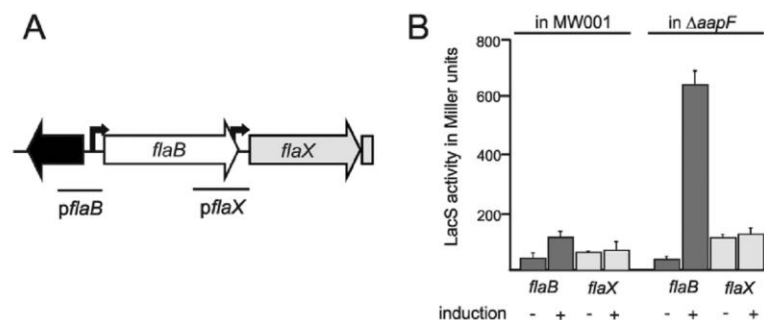 A
flaB
flaX
pflaB
pflaX
B
in MW001
in ΔaapF
LacS activity in Miller units
800
600
400
200
flaB
flaX
flaB
flaX
induction - + - + - + - +